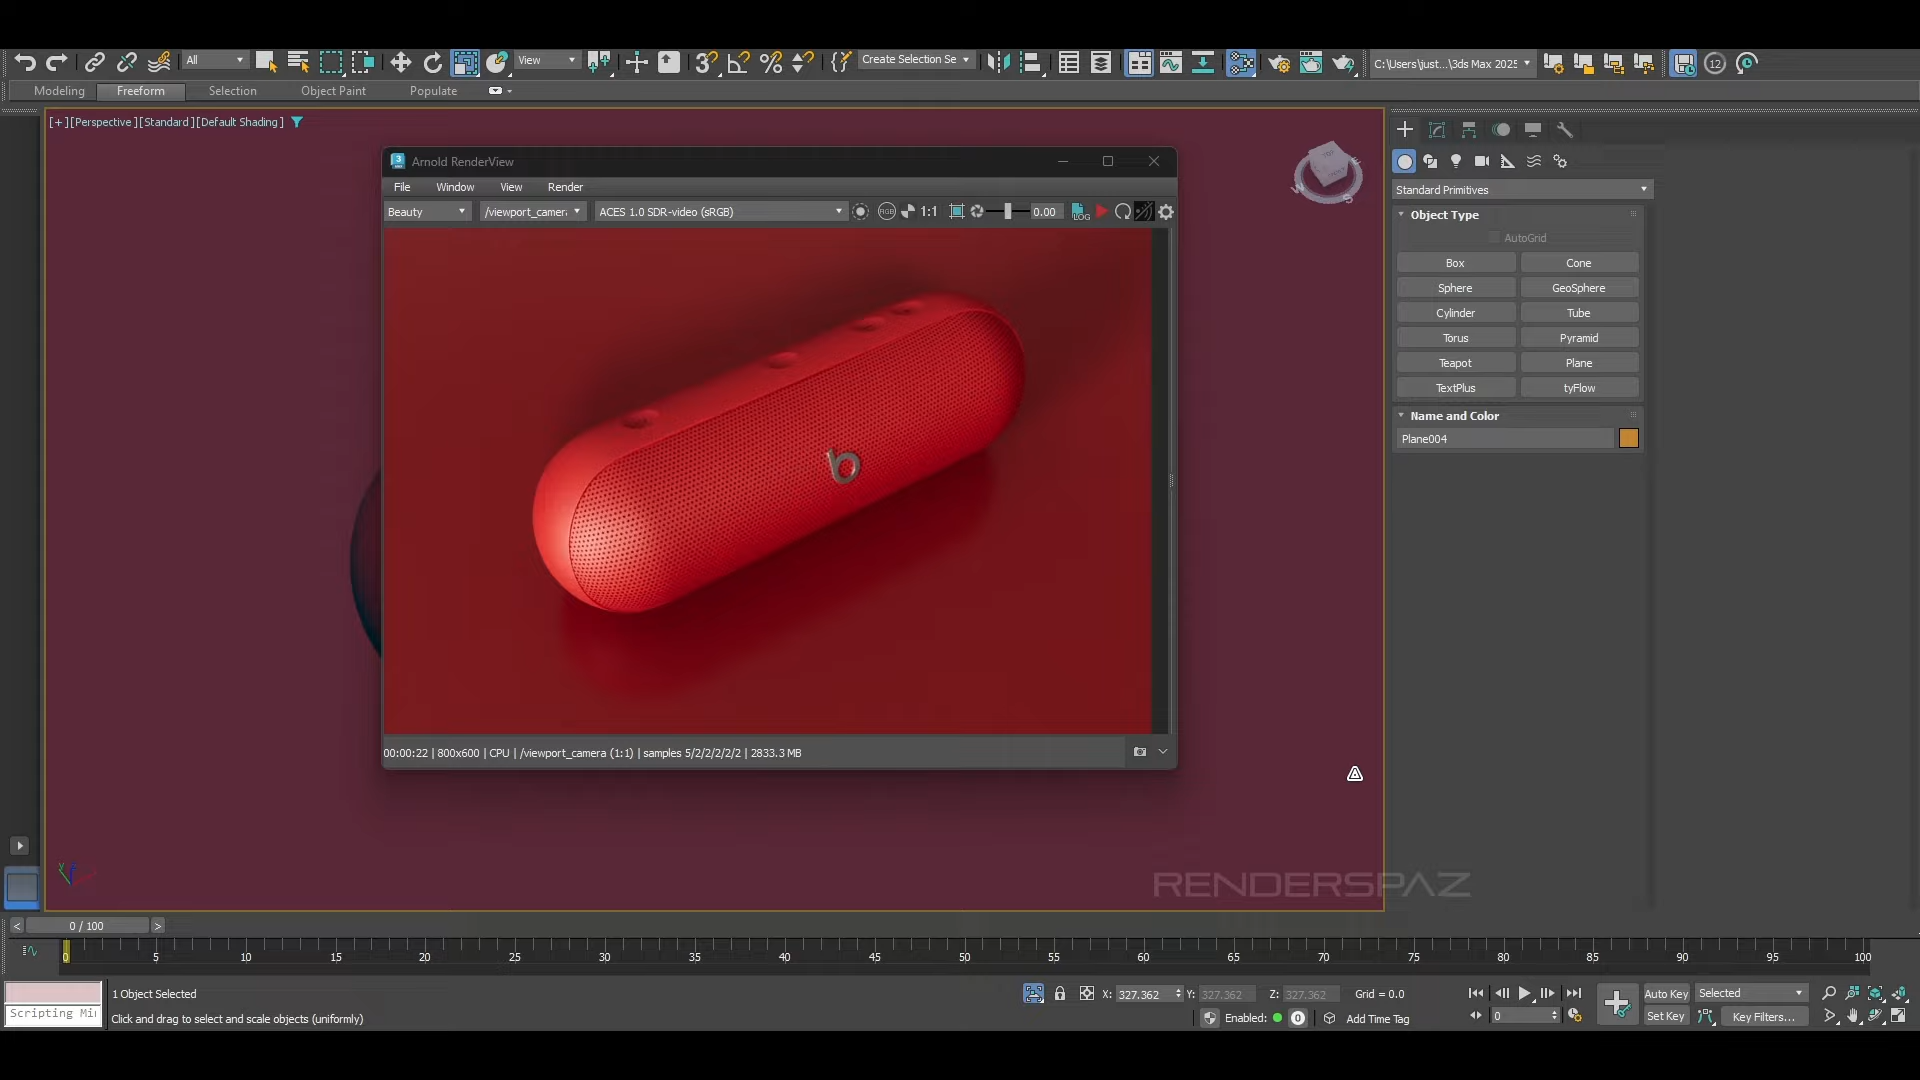 All
View
3
Create Selection Se
C:\Users\just...\3ds Max 2025
12
Modeling
Freeform
Selection
Object Paint
Populate
[+][Perspective][Standard][Default Shading]
Arnold RenderView
File
Window
View
Render
Beauty
/viewport_camera
ACES 1.0 SDR-video (sRGB)
RGB
1:1
0.00
LOG
b
00:00:22 | 800x600 | CPU | /viewport_camera (1:1) | samples 5/2/2/2/2/2 | 2833.3 MB
Standard Primitives
Object Type
AutoGrid
Box
Cone
Sphere
GeoSphere
Cylinder
Tube
Torus
Pyramid
Teapot
Plane
TextPlus
tyFlow
Name and Color
Plane004
RENDERSPAZ
< 0 / 100 >
0 5 10 15 20 25 30 35 40 45 50 55 60 65 70 75 80 85 90 95 100
1 Object Selected
X: 327.362
Y: 327.362
Z: 327.362
Grid = 0.0
Auto Key
Selected
Scripting Mi
Click and drag to select and scale objects (uniformly)
Enabled:
0
Add Time Tag
0
Set Key
Key Filters...